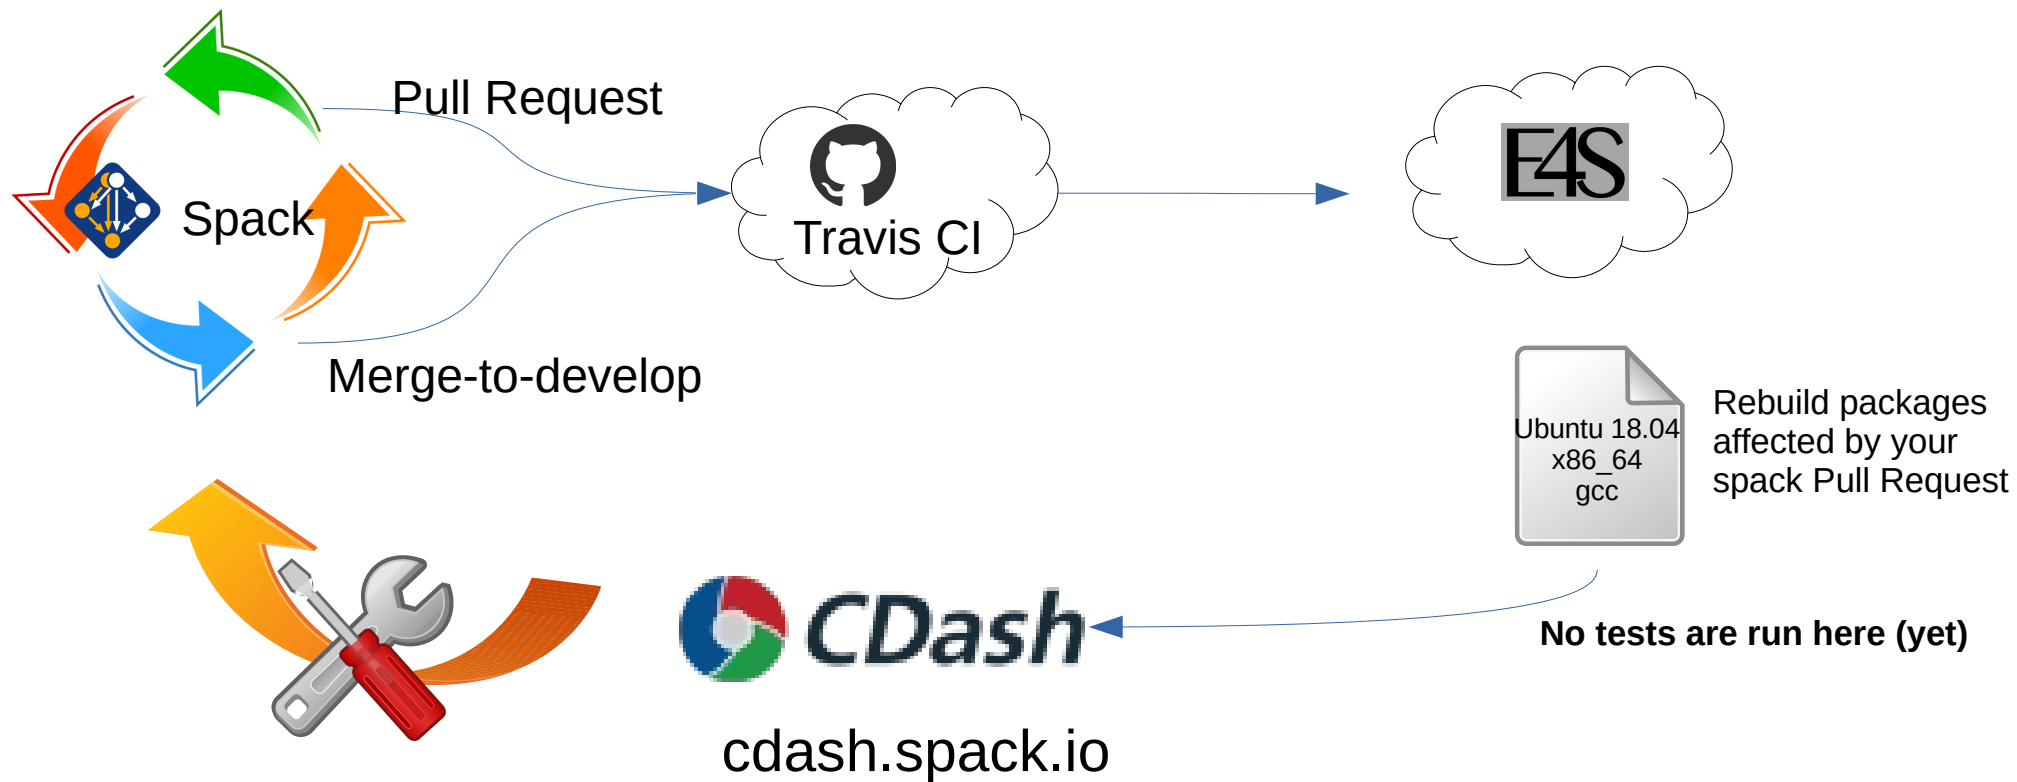 Pull Request
Spack
Merge-to-develop
Travis CI
E4S
Ubuntu 18.04
x86_64
gcc
Rebuild packages
affected by your
spack Pull Request
No tests are run here (yet)
CDash
cdash.spack.io